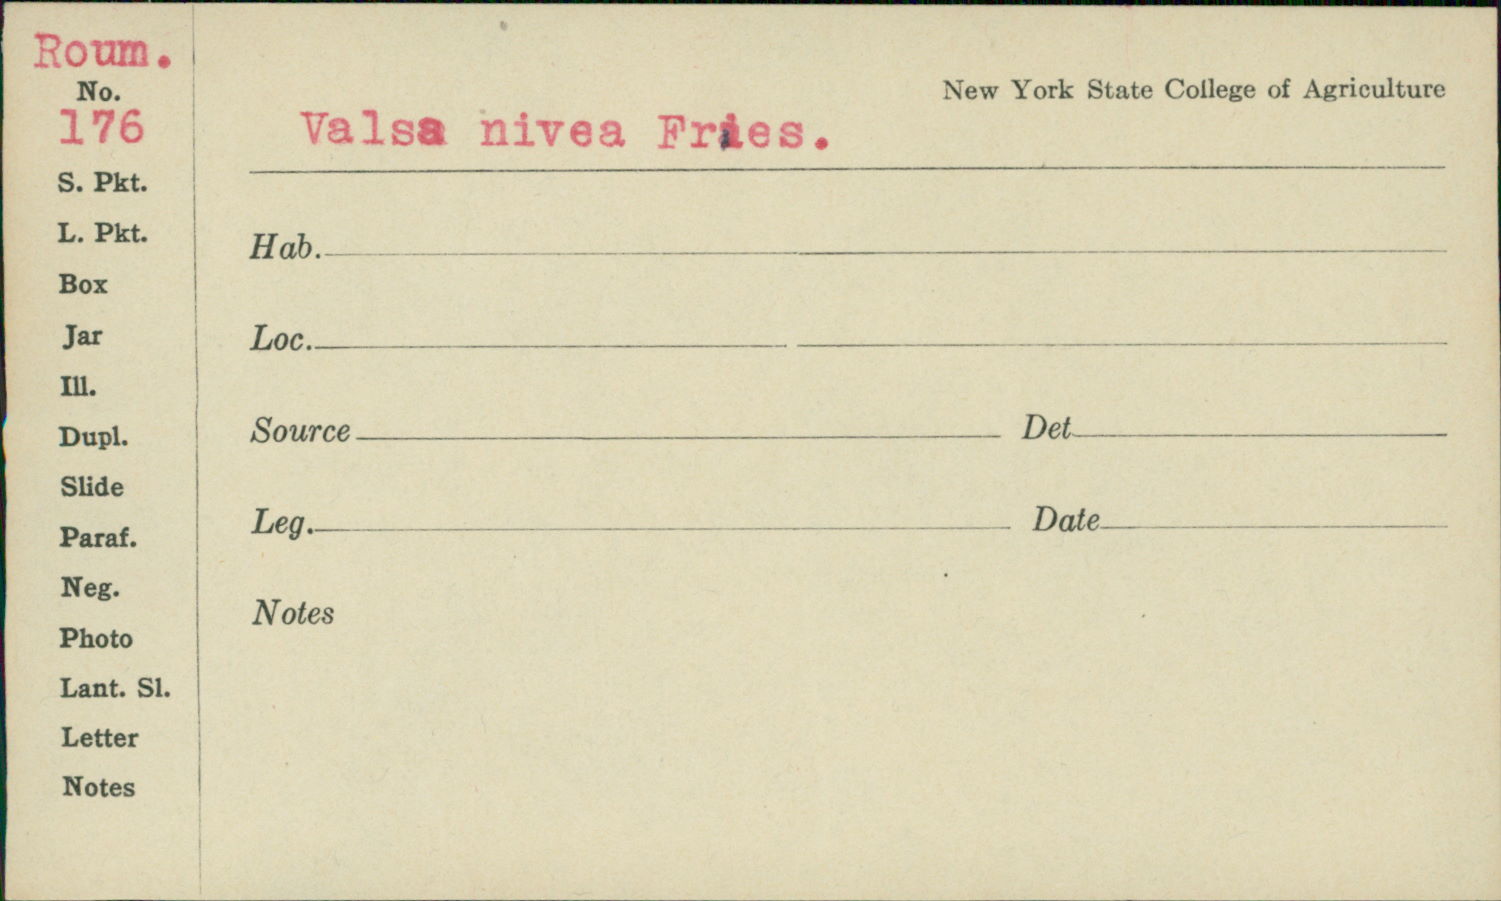 Roum.
No.
176
New York State College of Agriculture
Valsa nivea Fries.
S. Pkt.
L. Pkt.
Box
Jar
Ill.
Dupl.
Slide
Paraf.
Neg.
Photo
Lant. Sl.
Letter
Notes
Hab.
Loc.
Source Det
Leg. Date
Notes